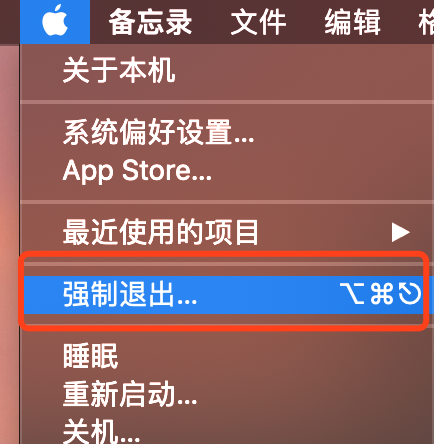 备忘录 文件 编辑
关于本机
系统偏好设置...
App Store...
最近使用的项目 ▶
强制退出... ⌥⌘⎋
睡眠
重新启动...
关机...